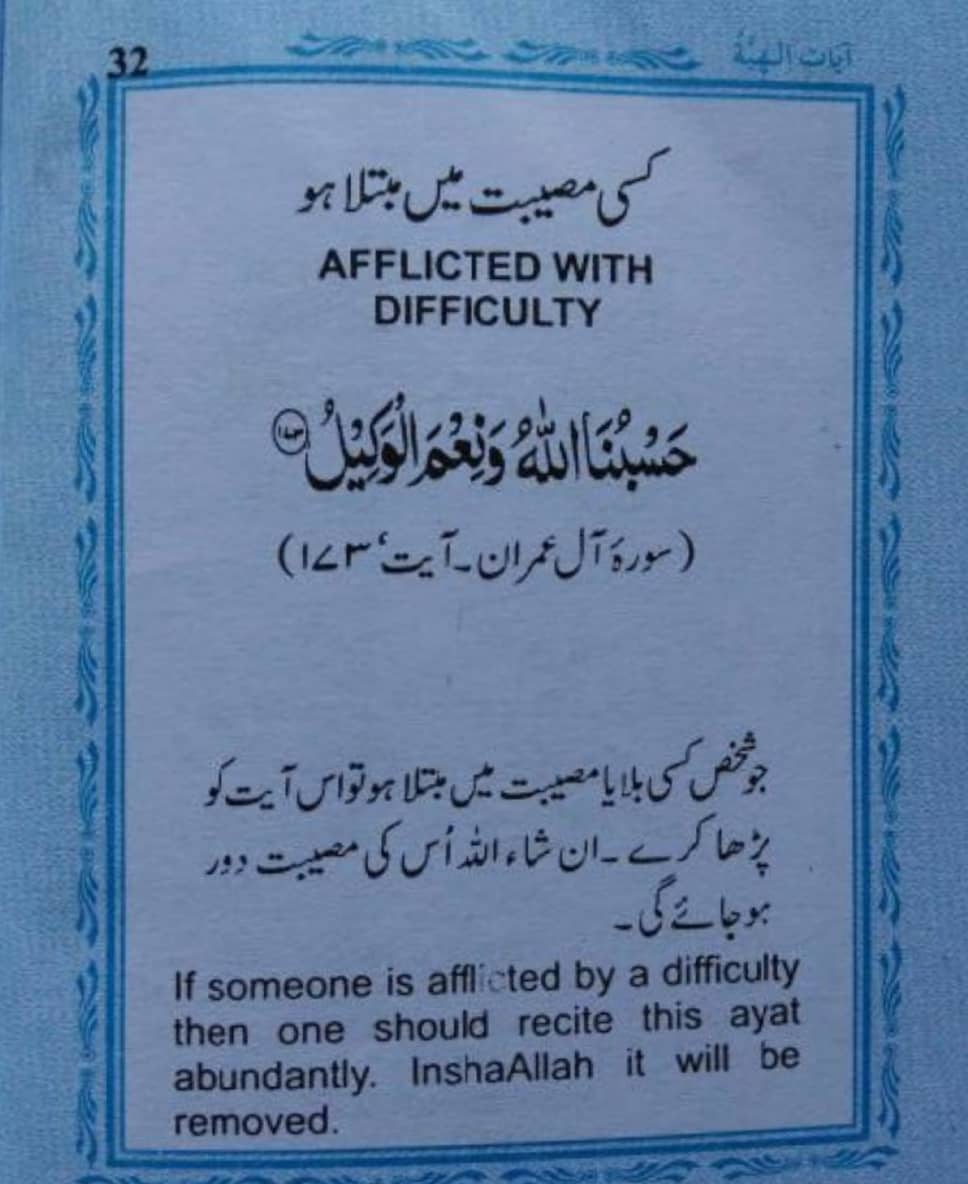 32
آیات الہیہ
کسی مصیبت میں مبتلا ہو
AFFLICTED WITH
DIFFICULTY
حَسْبُنَا اللّٰهُ وَنِعْمَ الْوَكِيْلُ ۝۱۷۳
(سورۂ آل عمران۔ آیت‘ ۱۷۳)
جو شخص کسی بلا یا مصیبت میں مبتلا ہو تو اس آیت کو
پڑھا کرے۔ ان شاء اللہ اُس کی مصیبت دور
ہو جائے گی۔
If someone is afflicted by a difficulty
then one should recite this ayat
abundantly. InshaAllah it will be
removed.